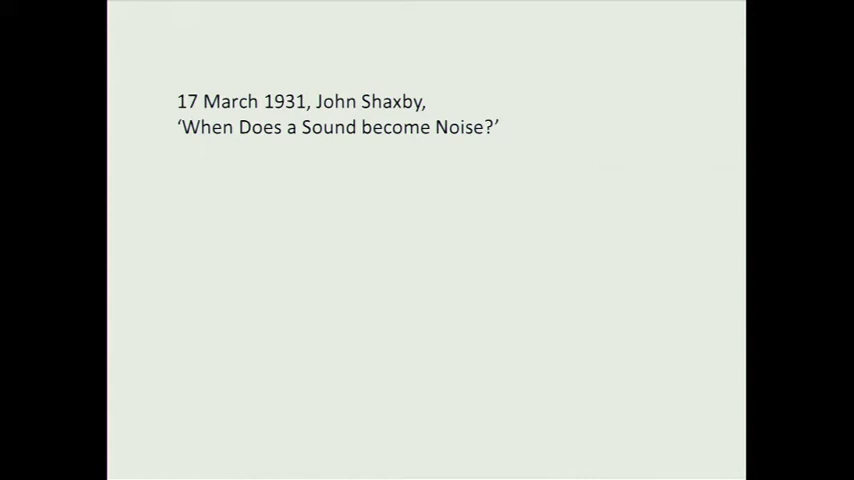 17 March 1931, John Shaxby,
‘When Does a Sound become Noise?’